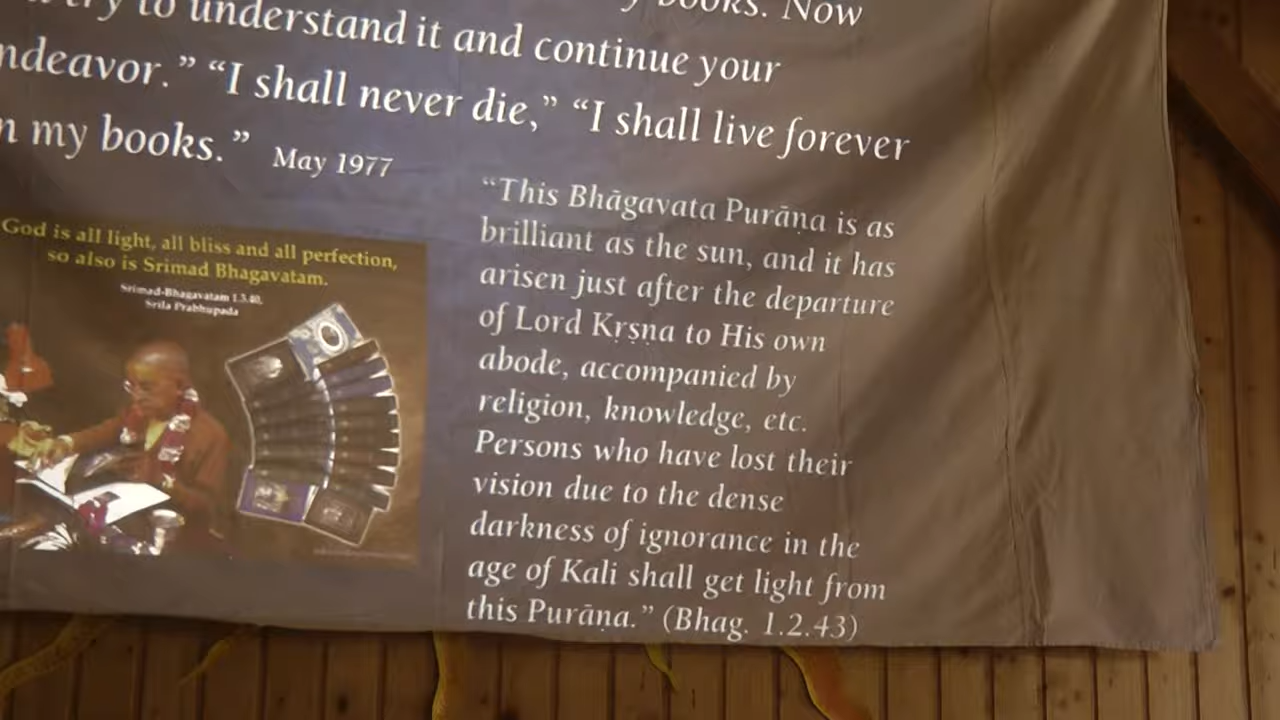 books. Now
try to understand it and continue your
ndeavor.” “I shall never die,” “I shall live forever
n my books.” May 1977
God is all light, all bliss and all perfection,
so also is Srimad Bhagavatam.
Srimad-Bhagavatam 1.3.40,
Srila Prabhupada
“This Bhāgavata Purāṇa is as
brilliant as the sun, and it has
arisen just after the departure
of Lord Kṛṣṇa to His own
abode, accompanied by
religion, knowledge, etc.
Persons who have lost their
vision due to the dense
darkness of ignorance in the
age of Kali shall get light from
this Purāṇa.” (Bhag. 1.2.43)